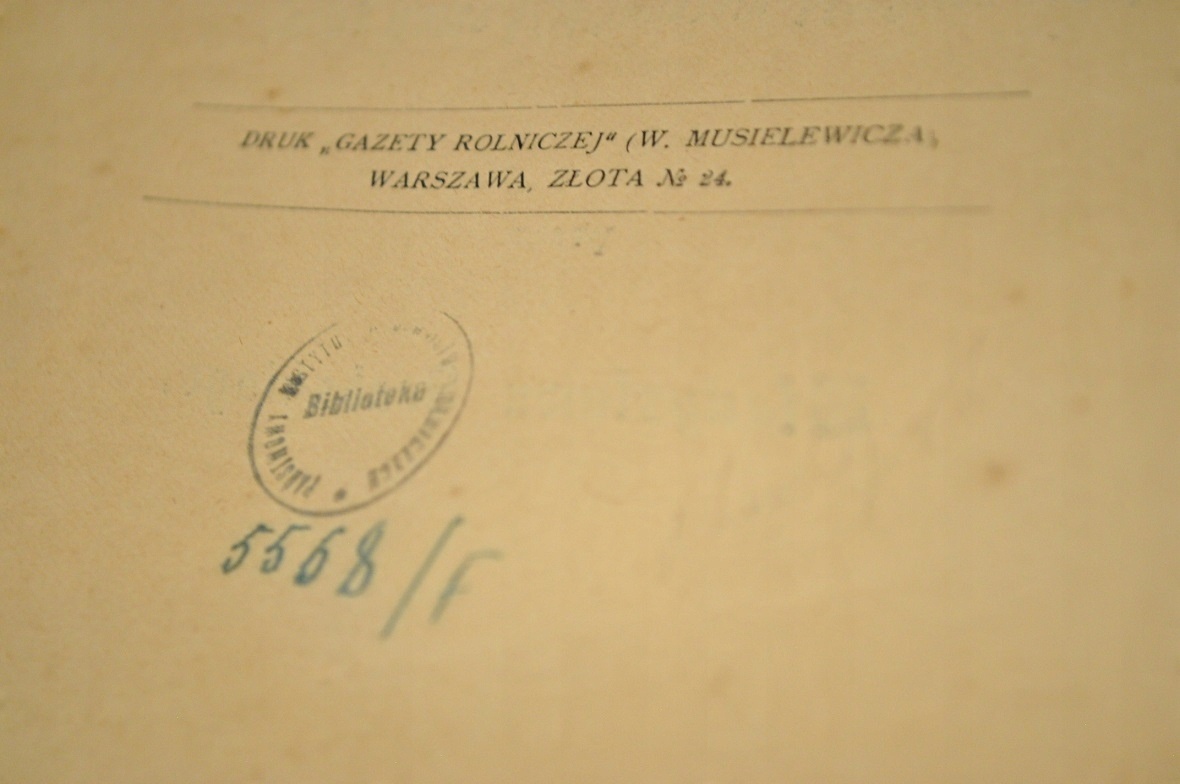 DRUK „GAZETY ROLNICZEJ“ (W. MUSIELEWICZA)
WARSZAWA, ZŁOTA № 24.
Biblioteka
5568/F